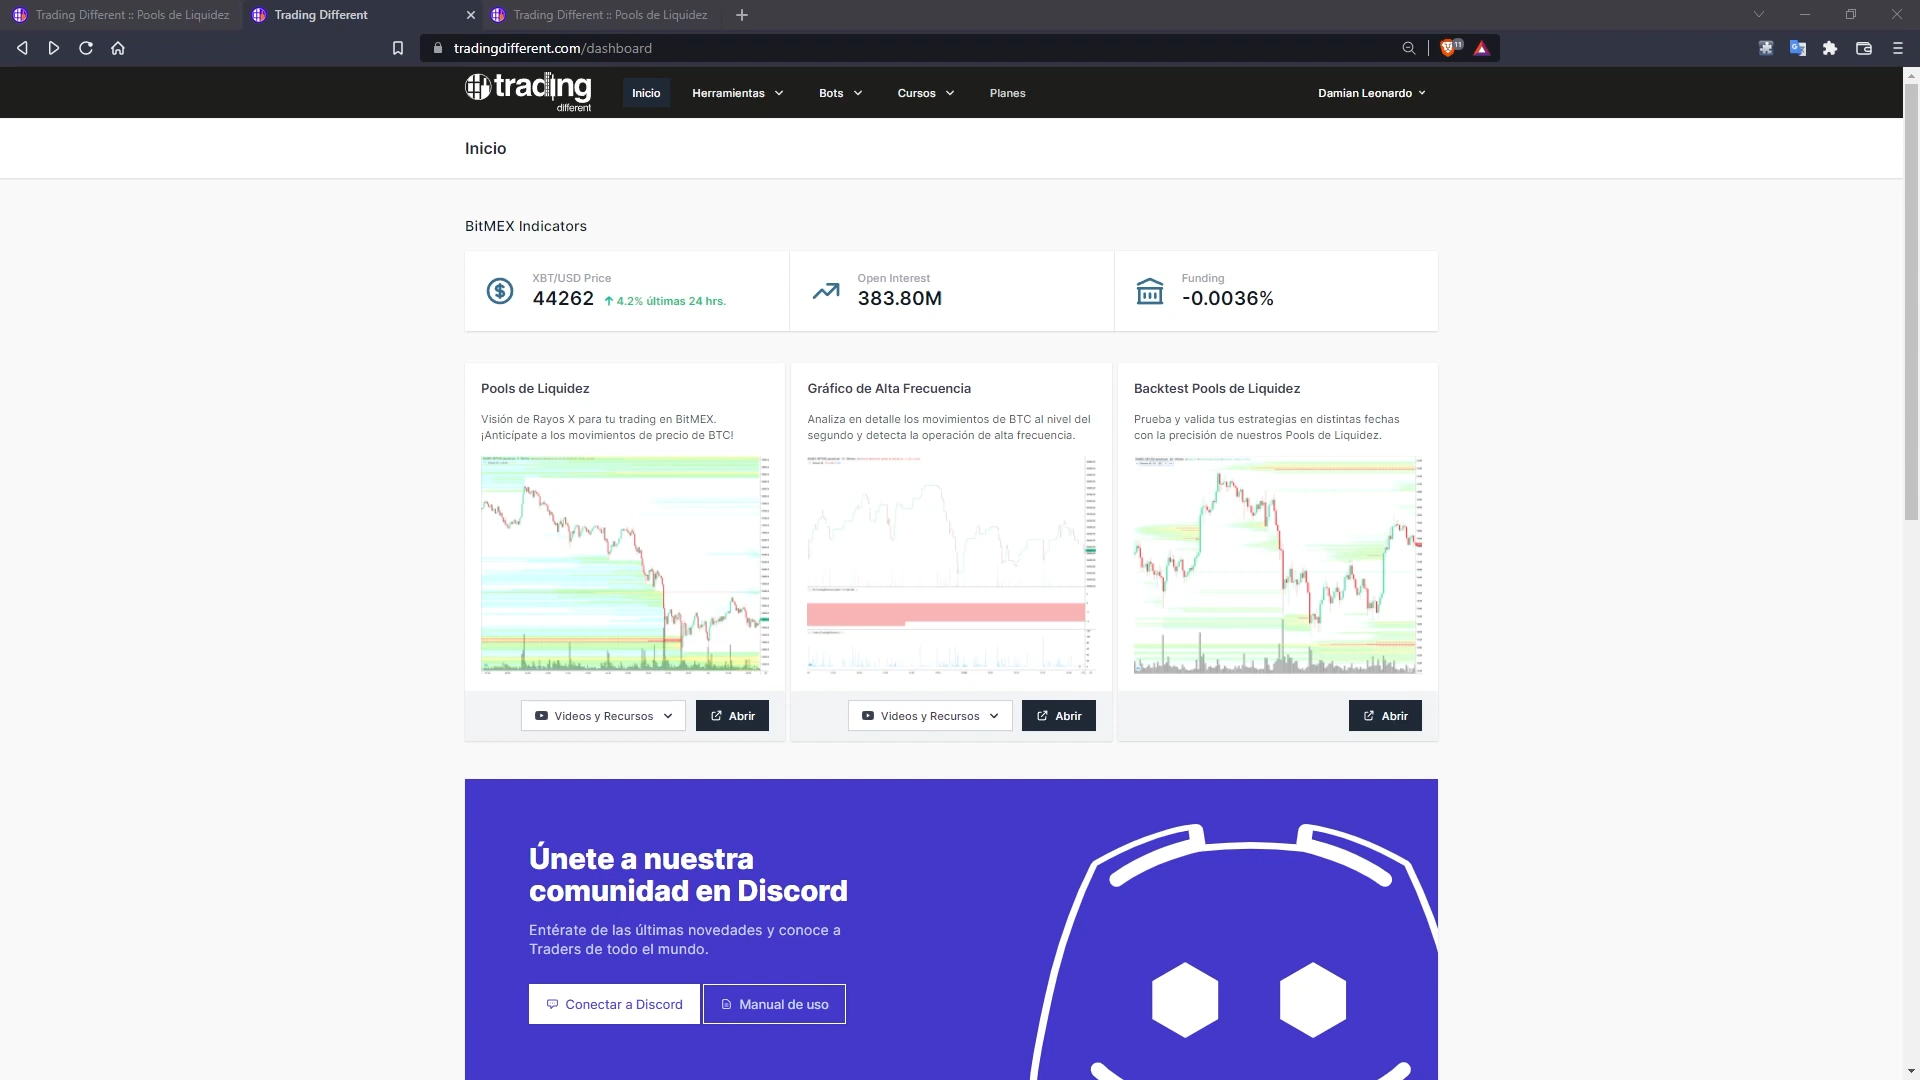 Trading Different :: Pools de Liquidez
Trading Different
Trading Different :: Pools de Liquidez
tradingdifferent.com/dashboard
11
trading
different
Inicio
Herramientas
Bots
Cursos
Planes
Damian Leonardo
Inicio
BitMEX Indicators
XBT/USD Price
44262 4.2% últimas 24 hrs.
Open Interest
383.80M
Funding
-0.0036%
Pools de Liquidez
Visión de Rayos X para tu trading en BitMEX.
¡Anticípate a los movimientos de precio de BTC!
Videos y Recursos
Abrir
Gráfico de Alta Frecuencia
Analiza en detalle los movimientos de BTC al nivel del
segundo y detecta la operación de alta frecuencia.
Videos y Recursos
Abrir
Backtest Pools de Liquidez
Prueba y valida tus estrategias en distintas fechas
con la precisión de nuestros Pools de Liquidez.
Abrir
Únete a nuestra
comunidad en Discord
Entérate de las últimas novedades y conoce a
Traders de todo el mundo.
Conectar a Discord
Manual de uso